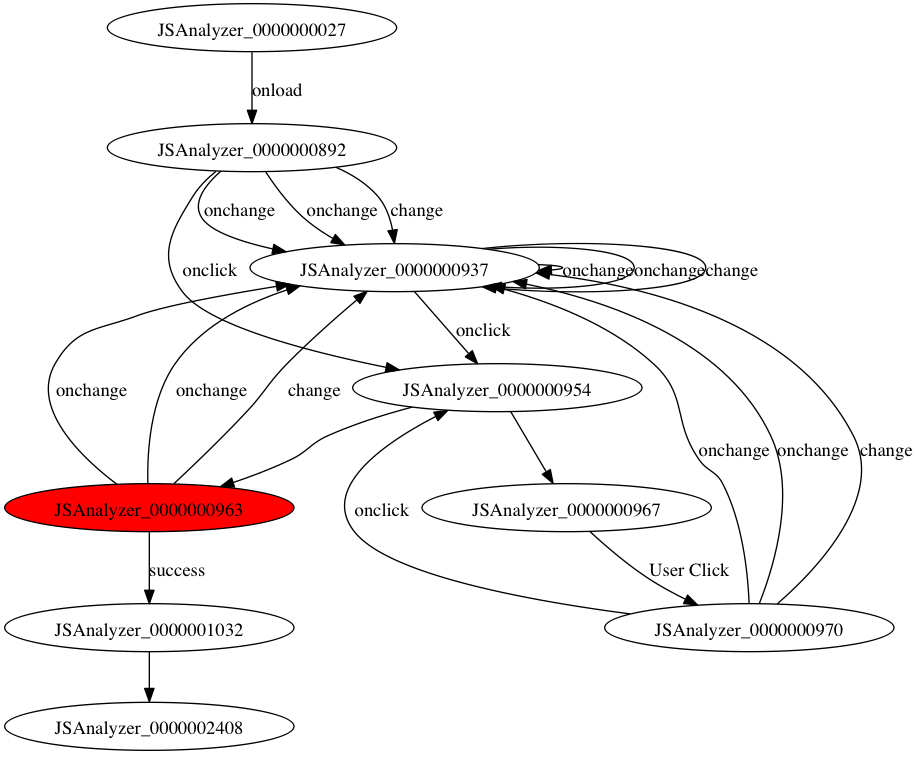 JSAnalyzer_0000000027
onload
JSAnalyzer_0000000892
onchange
onchange
change
onclick
JSAnalyzer_0000000937
onchange
onchange
change
onclick
onchange
onchange
change
JSAnalyzer_0000000954
onchange
onchange
change
JSAnalyzer_0000000963
onclick
JSAnalyzer_0000000967
success
User Click
JSAnalyzer_0000001032
JSAnalyzer_0000000970
JSAnalyzer_0000002408